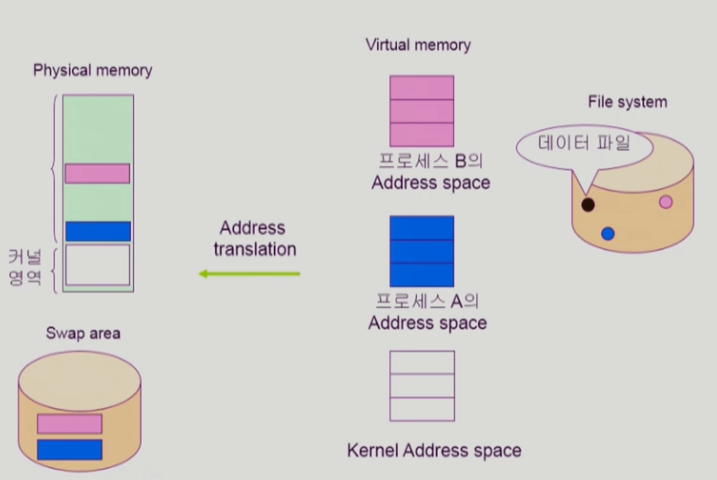 Physical memory
커널
영역
Swap area
Address
translation
Virtual memory
프로세스 B의
Address space
프로세스 A의
Address space
Kernel Address space
File system
데이터 파일